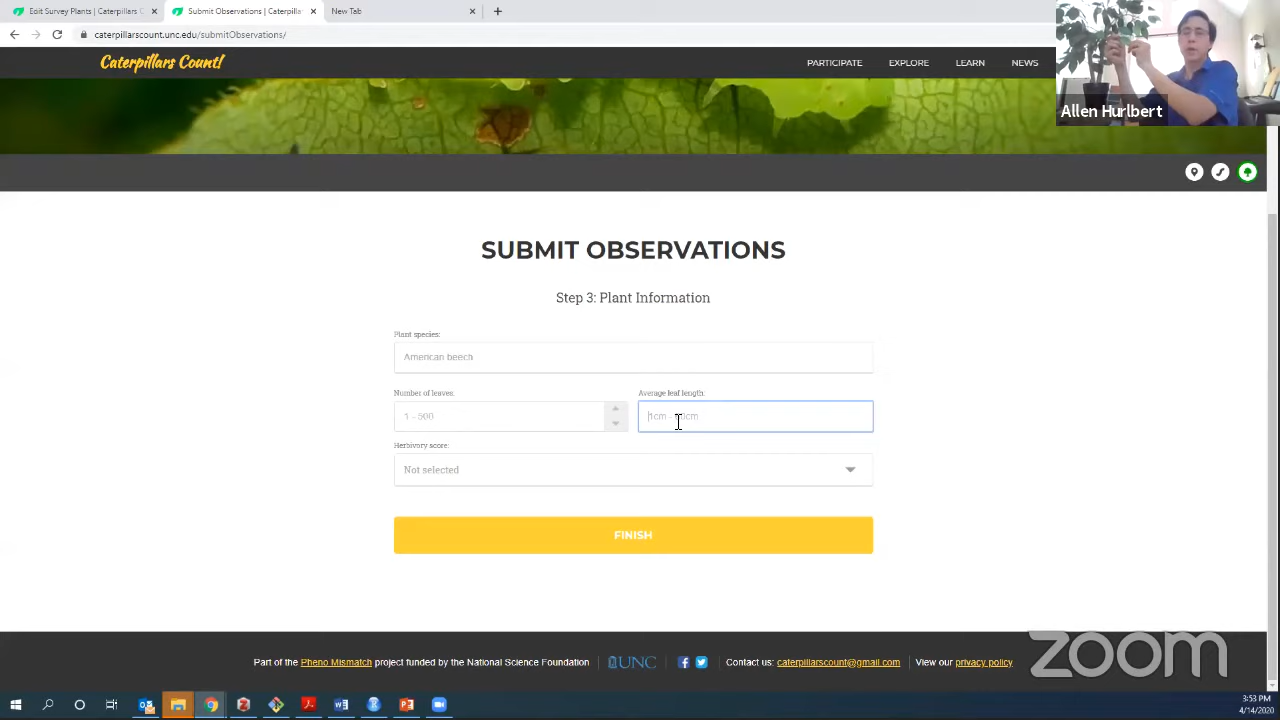 Edit Survey Plants | Caterpillars C
Submit Observations | Caterpilla
New Tab
caterpillarscount.unc.edu/submitObservations/
Caterpillars Count!
PARTICIPATE EXPLORE LEARN NEWS
Allen Hurlbert
SUBMIT OBSERVATIONS
Step 3: Plant Information
Plant species:
American beech
Number of leaves: Average leaf length:
1 - 500 1cm - cm
Herbivory score:
Not selected
FINISH
Part of the Pheno Mismatch project funded by the National Science Foundation UNC Contact us: caterpillarscount@gmail.com View our privacy policy
zoom
3:53 PM
4/14/2020